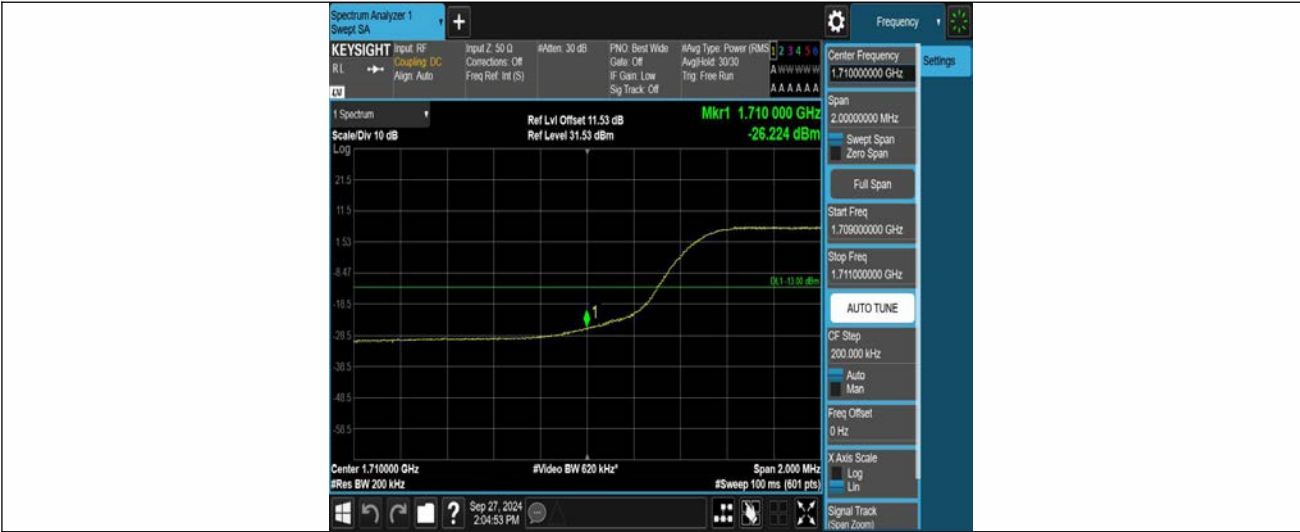 Spectrum Analyzer 1
Swept SA
+
Frequency
KEYSIGHT
RL
Input: RF
Coupling: DC
Align: Auto
Input Z: 50 Ω
Corrections: Off
Freq Ref: Int (S)
#Atten: 30 dB
PNO: Best Wide
Gate: Off
IF Gain: Low
Sig Track: Off
#Avg Type: Power (RMS
Avg|Hold: 30/30
Trig: Free Run
1 2 3 4 5 6
A W W W W W
A A A A A A
1 Spectrum
Scale/Div 10 dB
Log
Ref Lvl Offset 11.53 dB
Ref Level 31.53 dBm
Mkr1 1.710 000 GHz
-26.224 dBm
21.5
11.5
1.53
-8.47
-18.5
-28.5
-38.5
-48.5
-58.5
DL1 -13.00 dBm
1
Center 1.710000 GHz
#Res BW 200 kHz
#Video BW 620 kHz*
Span 2.000 MHz
#Sweep 100 ms (601 pts)
Sep 27, 2024
2:04:53 PM
?
Settings
Center Frequency
1.710000000 GHz
Span
2.00000000 MHz
Swept Span
Zero Span
Full Span
Start Freq
1.709000000 GHz
Stop Freq
1.711000000 GHz
AUTO TUNE
CF Step
200.000 kHz
Auto
Man
Freq Offset
0 Hz
X Axis Scale
Log
Lin
Signal Track
(Span Zoom)